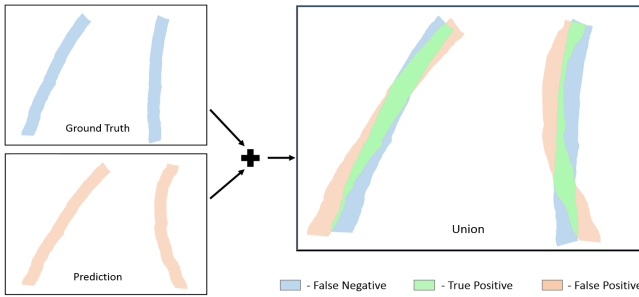 Ground Truth
Prediction
Union
- False Negative
- True Positive
- False Positive